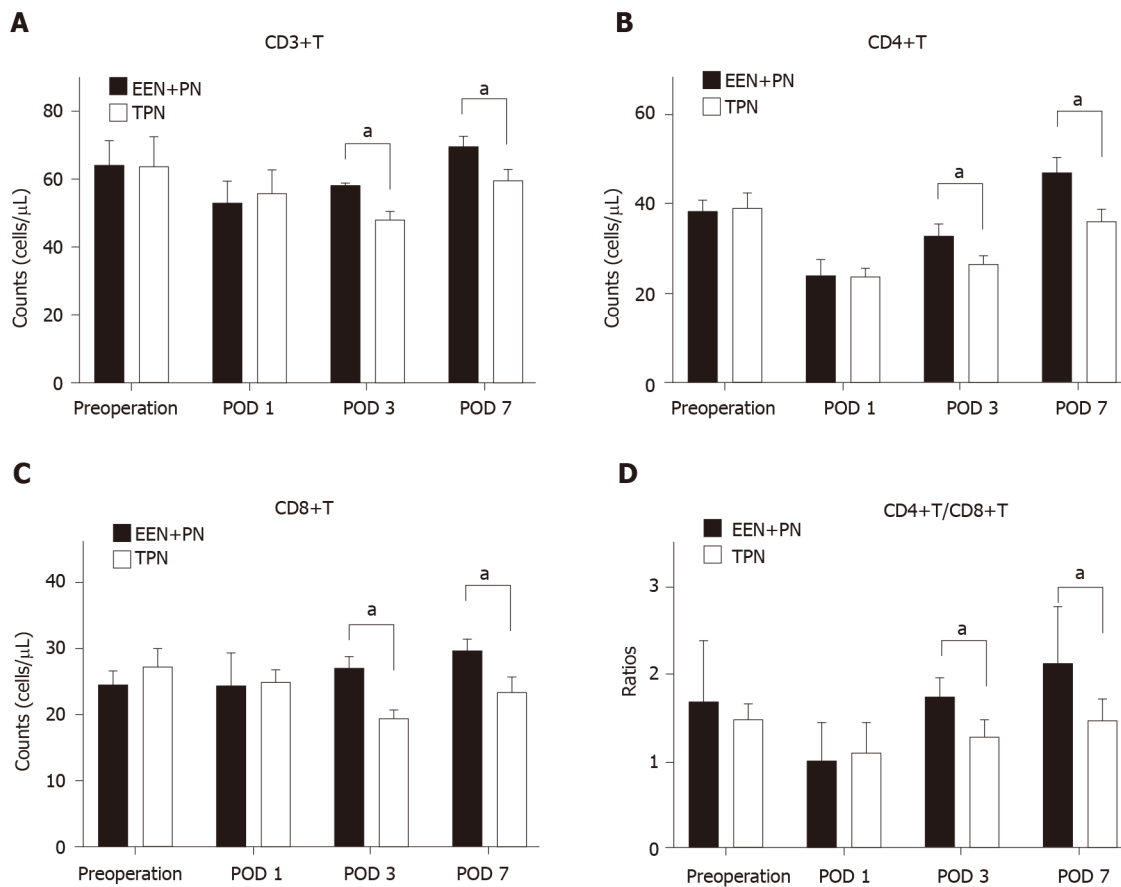 A
CD3+T
EEN+PN
TPN
80
60
40
20
0
Counts (cells/μL)
a
a
Preoperation POD 1 POD 3 POD 7
B
CD4+T
EEN+PN
TPN
60
40
20
0
Counts (cells/μL)
a
a
Preoperation POD 1 POD 3 POD 7
C
CD8+T
EEN+PN
TPN
40
30
20
10
0
Counts (cells/μL)
a
a
Preoperation POD 1 POD 3 POD 7
D
CD4+T/CD8+T
EEN+PN
TPN
3
2
1
0
Ratios
a
a
Preoperation POD 1 POD 3 POD 7